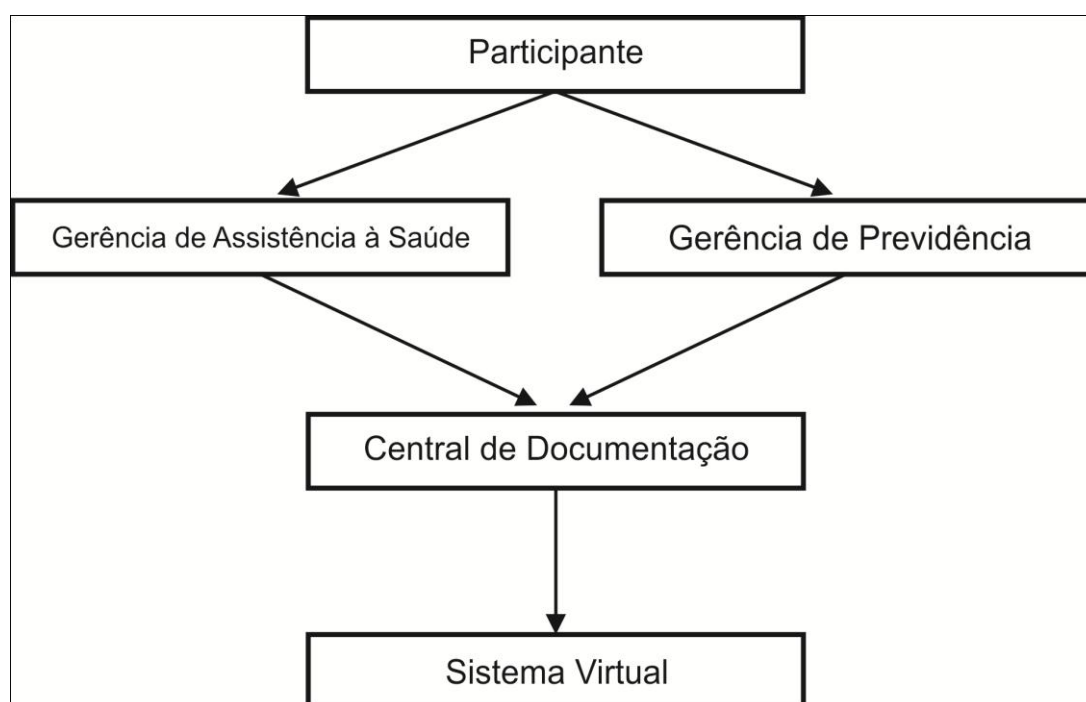 Participante
Gerência de Assistência à Saúde
Gerência de Previdência
Central de Documentação
Sistema Virtual